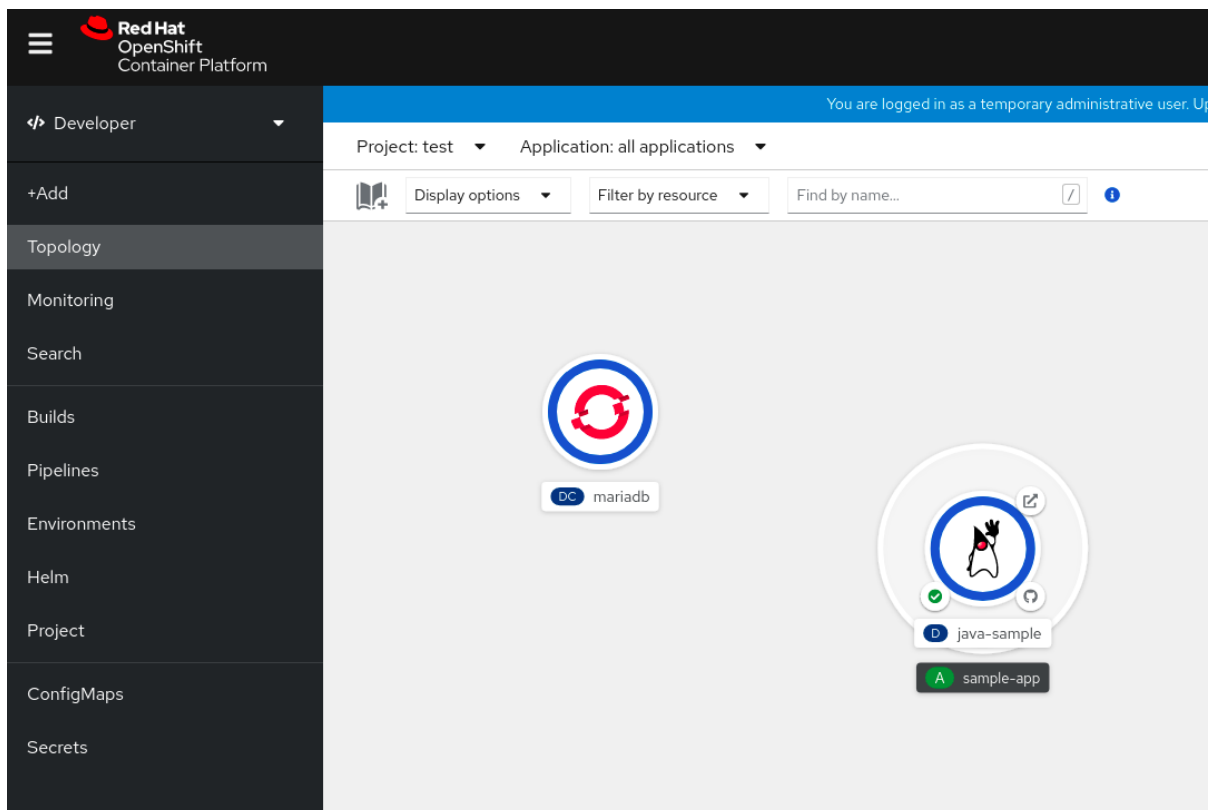 Red Hat
OpenShift
Container Platform
You are logged in as a temporary administrative user. Up
Developer
Project: test
Application: all applications
+Add
Display options
Filter by resource
Find by name...
/
Topology
Monitoring
Search
Builds
Pipelines
Environments
Helm
Project
ConfigMaps
Secrets
DC mariadb
D java-sample
A sample-app